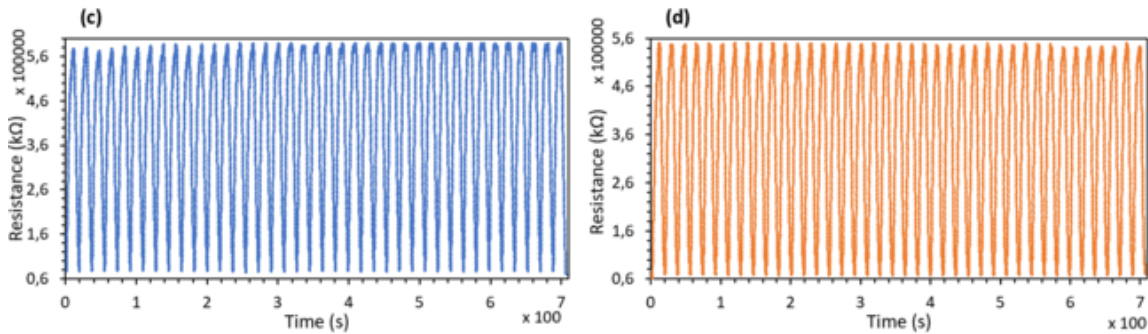 (c)
x 100000
Resistance (kΩ)
5,6
4,6
3,6
2,6
1,6
0,6
0 1 2 3 4 5 6 7
Time (s)
x 100
(d)
x 100000
Resistance (kΩ)
5,6
4,6
3,6
2,6
1,6
0,6
0 1 2 3 4 5 6 7
Time (s)
x 100